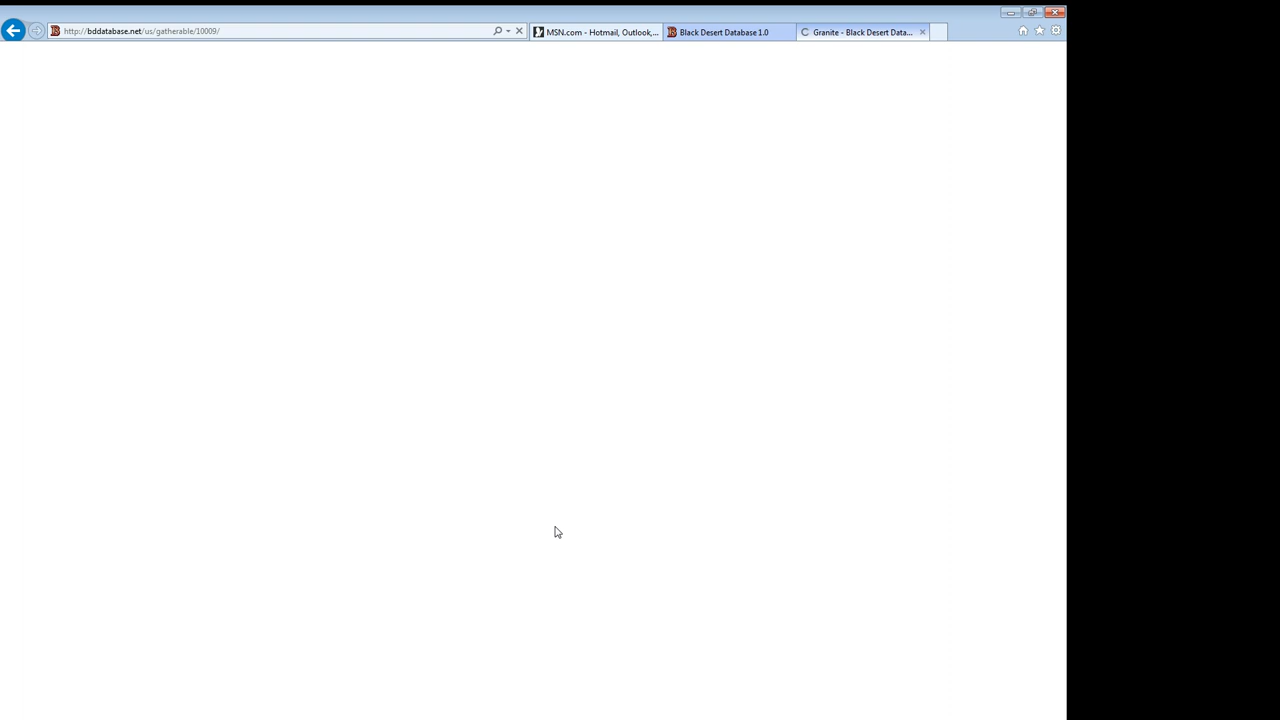 http://bddatabase.net/us/gatherable/10009/
MSN.com - Hotmail, Outlook,...
Black Desert Database 1.0
Granite - Black Desert Data...